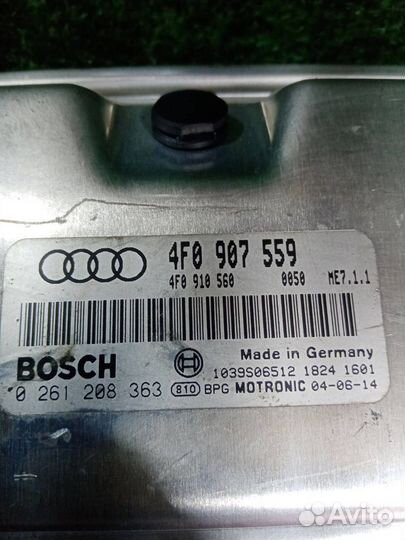 4F0 907 559
4F0 910 560 0050 ME7.1.1
BOSCH Made in Germany
1039S06512 1824 1601
0 261 208 363 810 BPG MOTRONIC 04-06-14
Avito